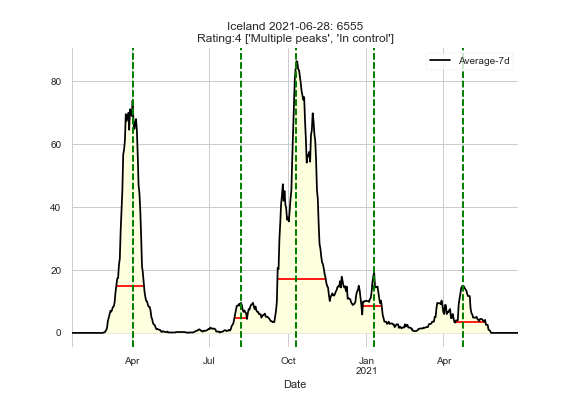 Iceland 2021-06-28: 6555
Rating:4 ['Multiple peaks', 'In control']
Average-7d
80
60
40
20
0
Apr
Jul
Oct
Jan
2021
Apr
Date